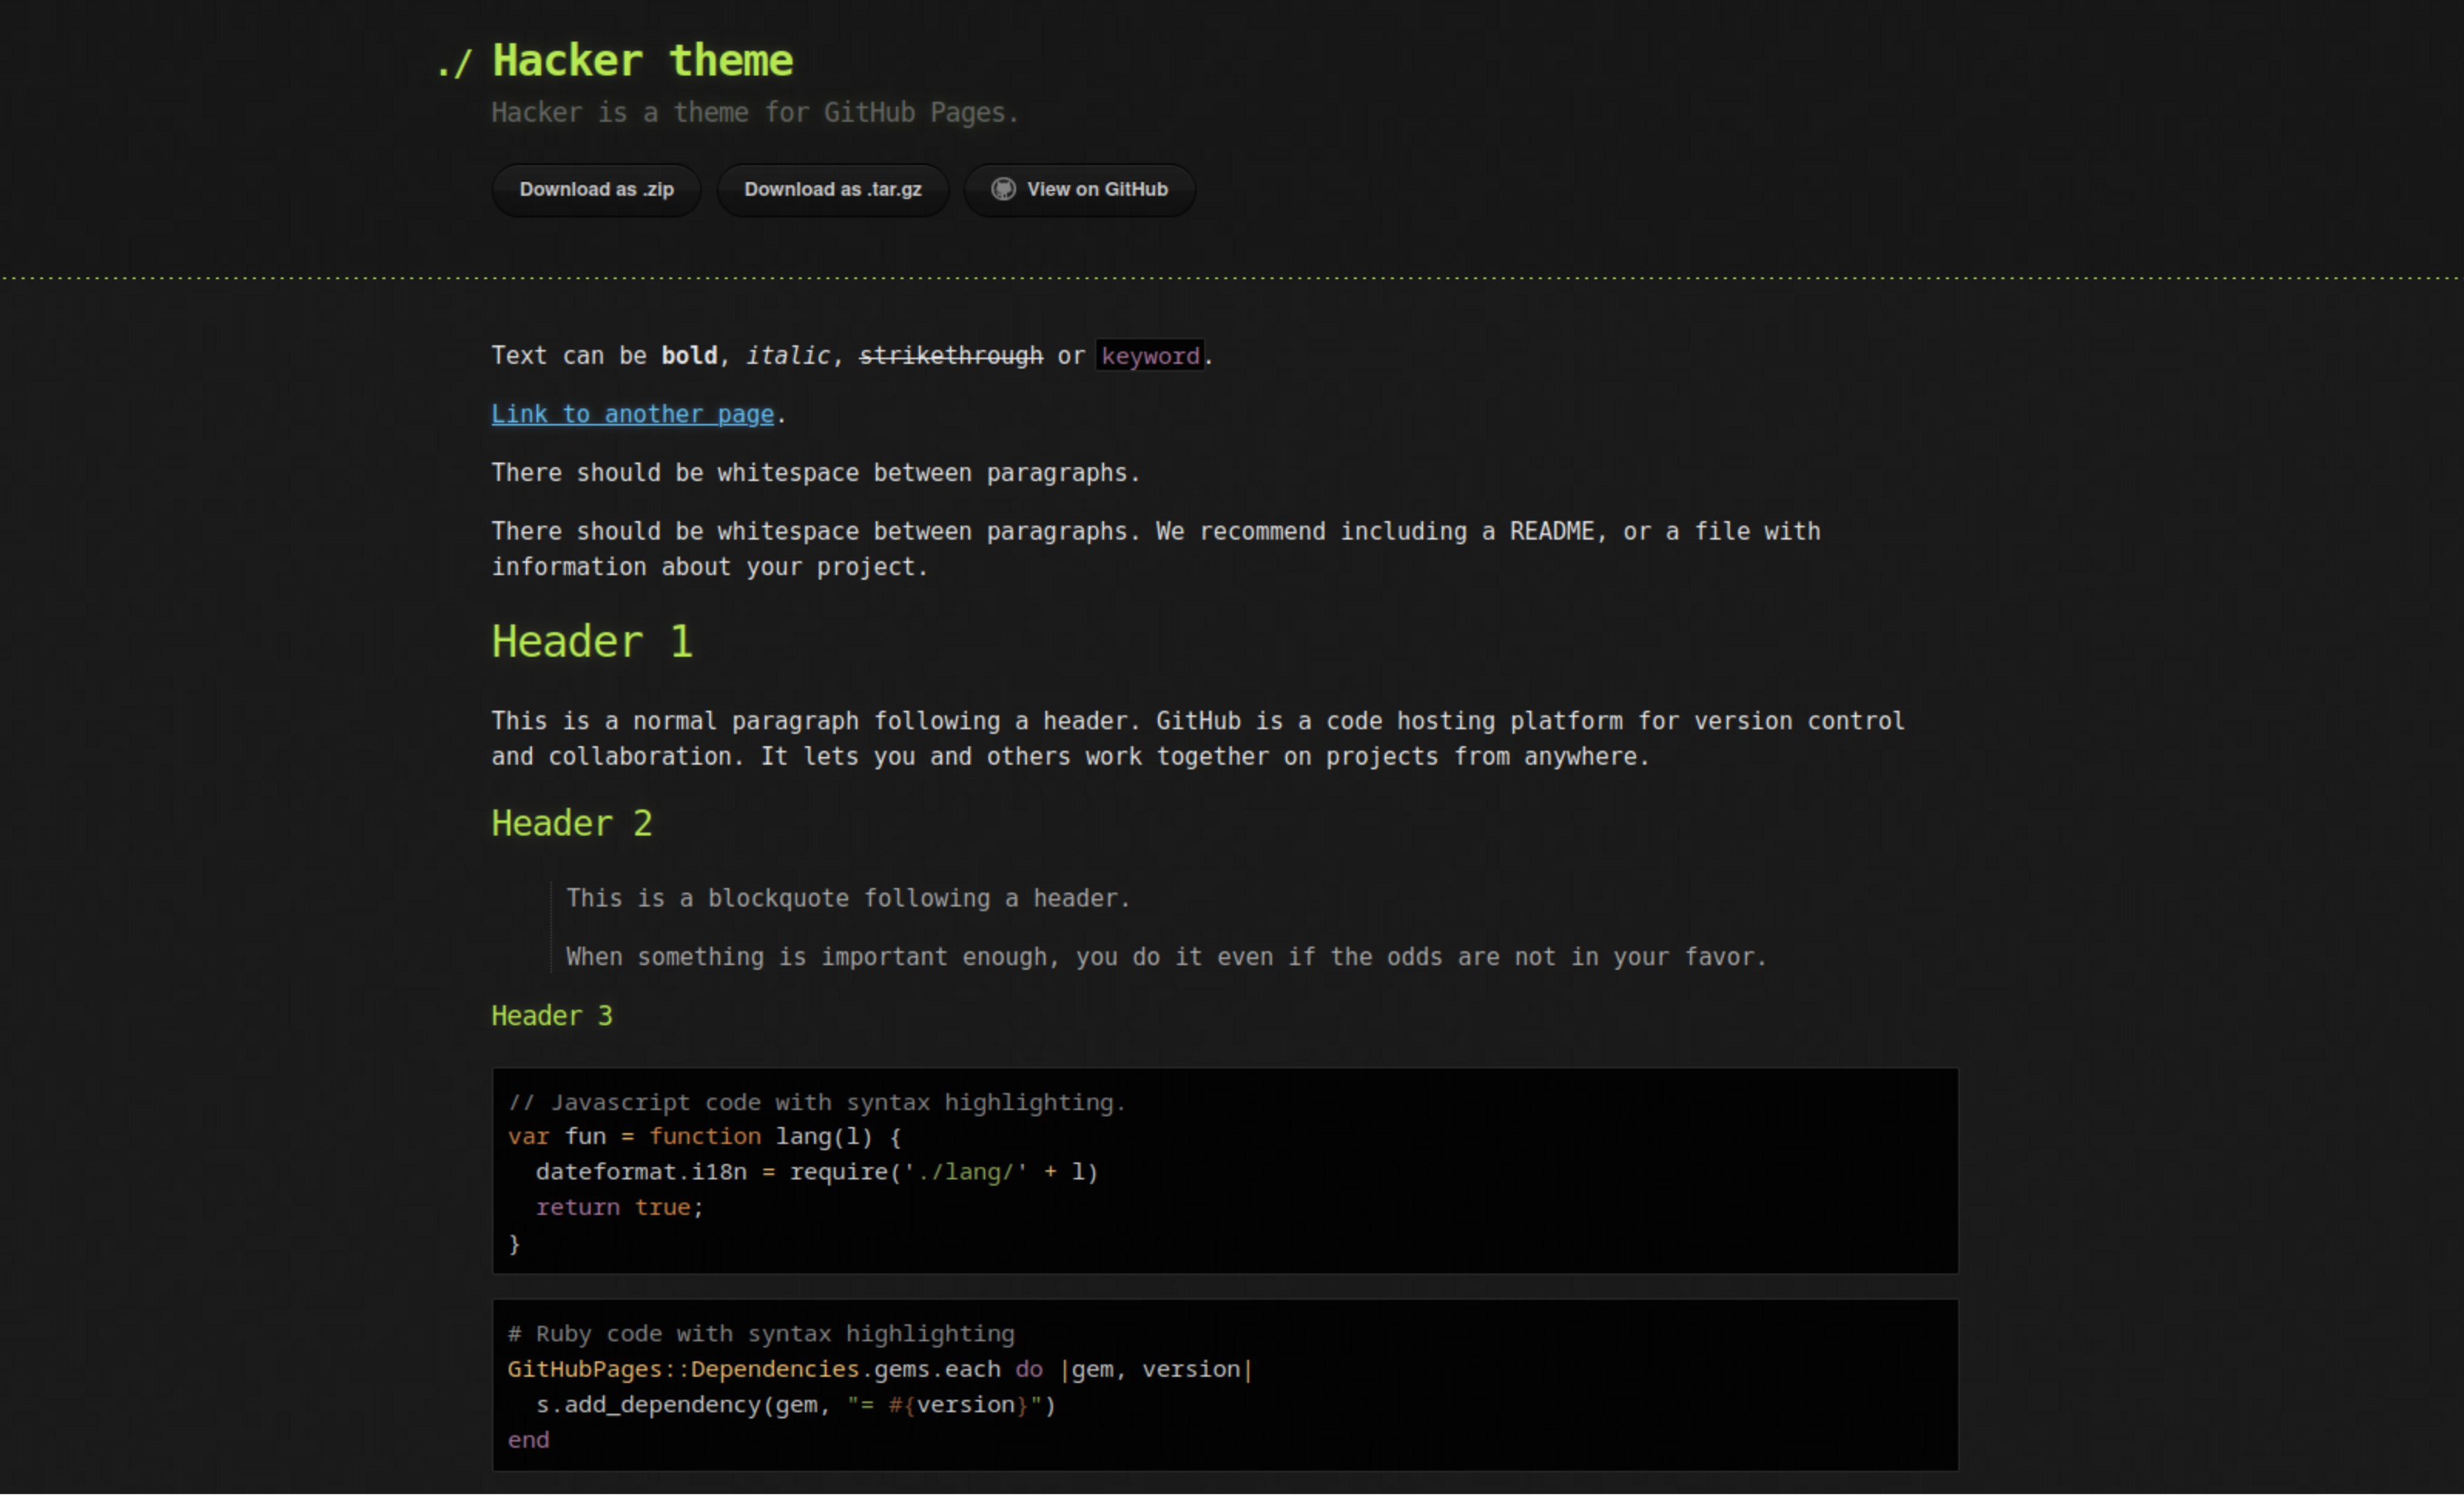 ./ Hacker theme
Hacker is a theme for GitHub Pages.
Download as .zip Download as .tar.gz View on GitHub
Text can be bold, italic, strikethrough or keyword.
Link to another page.
There should be whitespace between paragraphs.
There should be whitespace between paragraphs. We recommend including a README, or a file with
information about your project.
Header 1
This is a normal paragraph following a header. GitHub is a code hosting platform for version control
and collaboration. It lets you and others work together on projects from anywhere.
Header 2
This is a blockquote following a header.
When something is important enough, you do it even if the odds are not in your favor.
Header 3
// Javascript code with syntax highlighting.
var fun = function lang(l) {
  dateformat.i18n = require('./lang/' + l)
  return true;
}
# Ruby code with syntax highlighting
GitHubPages::Dependencies.gems.each do |gem, version|
  s.add_dependency(gem, "= #{version}")
end